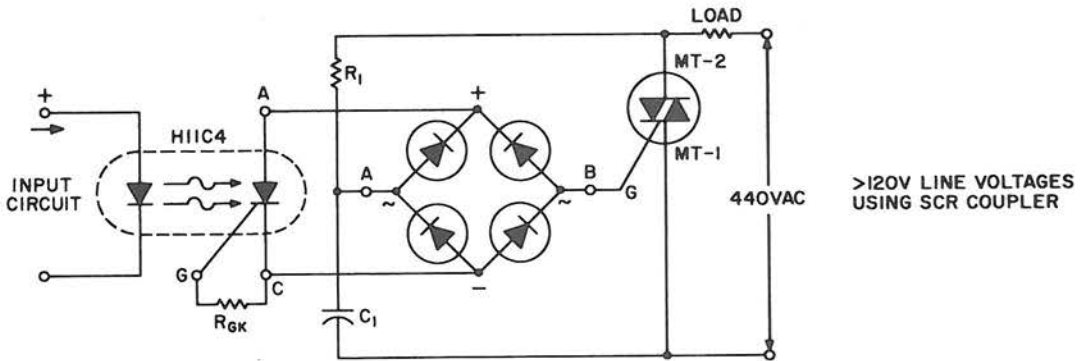 LOAD
MT-2
R1
+
A
+
H11C4
MT-1
INPUT
CIRCUIT
A
B
G
~
~
440VAC
>120V LINE VOLTAGES
USING SCR COUPLER
G
C
−
RGK
C1